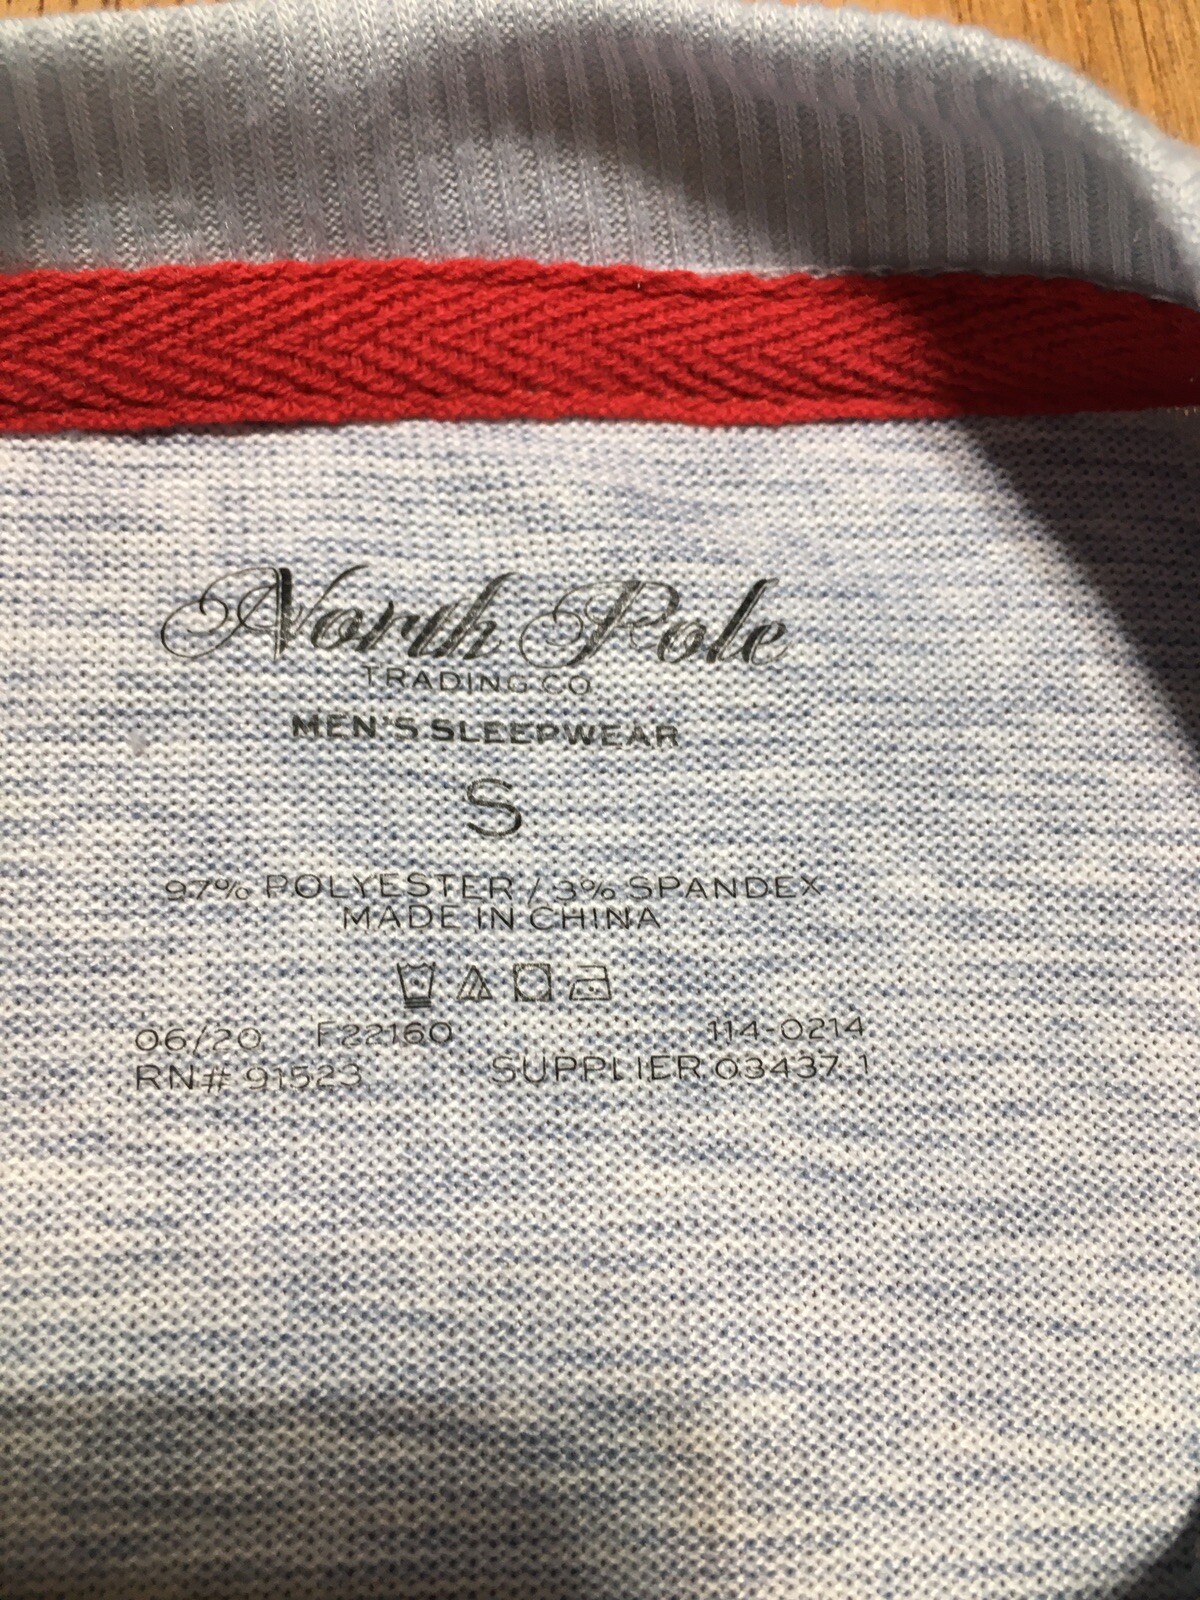 North Pole
TRADING CO.
MEN'S SLEEPWEAR
S
97% POLYESTER / 3% SPANDEX
MADE IN CHINA
06/20 F22160 114-0214
RN# 91523 SUPPLIER 03437-1